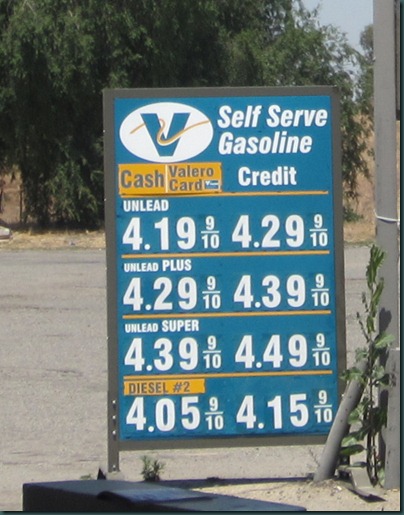 V Self Serve
Gasoline
Cash Valero Card Credit
UNLEAD
4.19 9/10 4.29 9/10
UNLEAD PLUS
4.29 9/10 4.39 9/10
UNLEAD SUPER
4.39 9/10 4.49 9/10
DIESEL #2
4.05 9/10 4.15 9/10